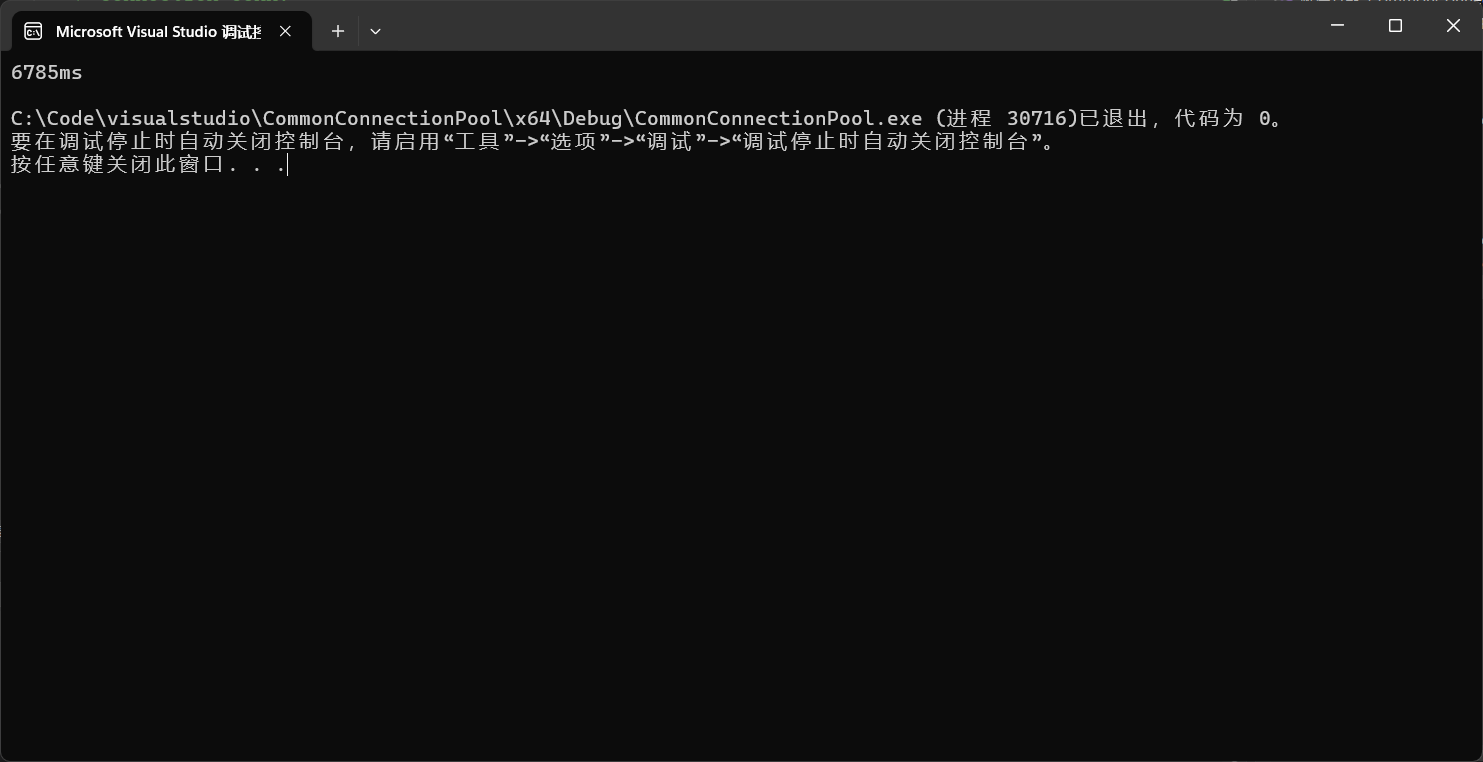 Microsoft Visual Studio 调试控
6785ms
C:\Code\visualstudio\CommonConnectionPool\x64\Debug\CommonConnectionPool.exe (进程 30716)已退出，代码为 0。
要在调试停止时自动关闭控制台，请启用“工具”->“选项”->“调试”->“调试停止时自动关闭控制台”。
按任意键关闭此窗口. . .